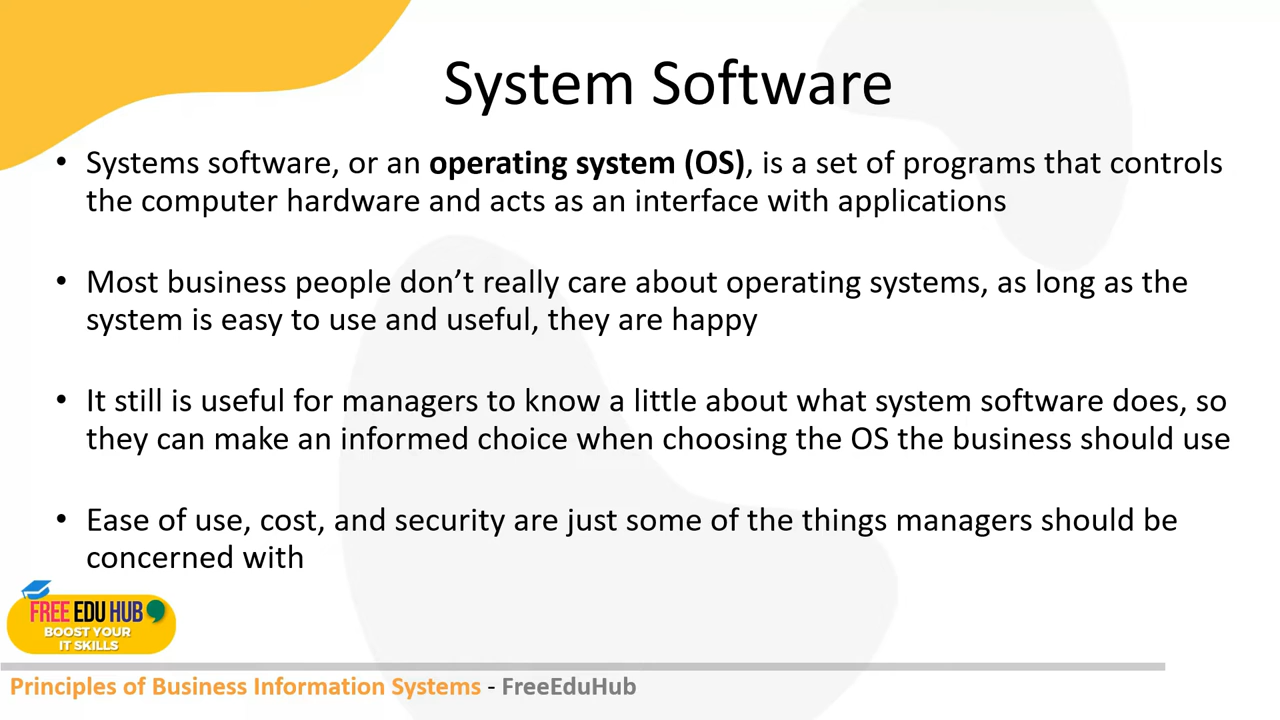 System Software
• Systems software, or an operating system (OS), is a set of programs that controls
the computer hardware and acts as an interface with applications
• Most business people don’t really care about operating systems, as long as the
system is easy to use and useful, they are happy
• It still is useful for managers to know a little about what system software does, so
they can make an informed choice when choosing the OS the business should use
• Ease of use, cost, and security are just some of the things managers should be
concerned with
FREE EDU HUB
BOOST YOUR
IT SKILLS
Principles of Business Information Systems - FreeEduHub